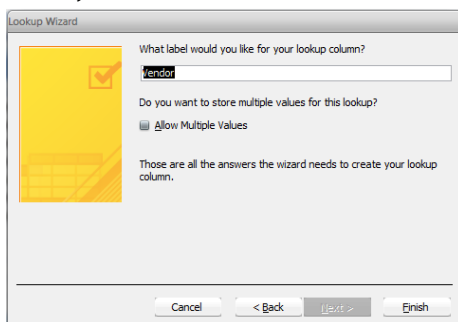 Lookup Wizard
What label would you like for your lookup column?
Vendor
Do you want to store multiple values for this lookup?
Allow Multiple Values
Those are all the answers the wizard needs to create your lookup
column.
Cancel < Back Next > Finish